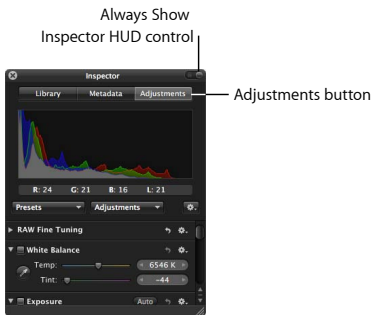 Always Show
Inspector HUD control
Inspector
Library Metadata Adjustments
Adjustments button
R: 24 G: 21 B: 16 L: 21
Presets Adjustments
RAW Fine Tuning
White Balance
Temp: 6546 K
Tint: -44
Exposure Auto